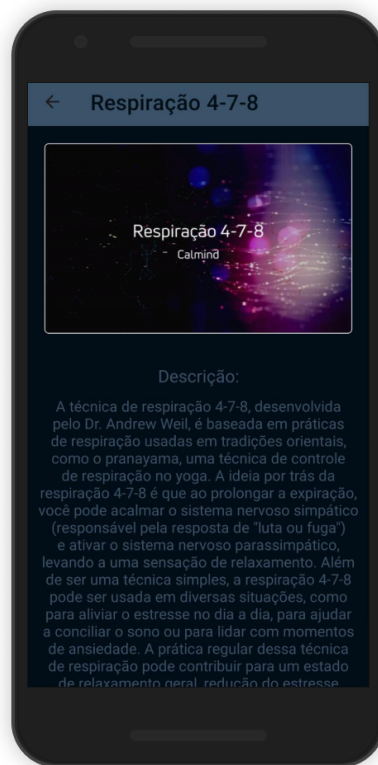 Respiração 4-7-8
Respiração 4-7-8
Calmind
Descrição:
A técnica de respiração 4-7-8, desenvolvida
pelo Dr. Andrew Weil, é baseada em práticas
de respiração usadas em tradições orientais,
como o pranayama, uma técnica de controle
de respiração no yoga. A ideia por trás da
respiração 4-7-8 é que ao prolongar a expiração,
você pode acalmar o sistema nervoso simpático
(responsável pela resposta de "luta ou fuga")
e ativar o sistema nervoso parassimpático,
levando a uma sensação de relaxamento. Além
de ser uma técnica simples, a respiração 4-7-8
pode ser usada em diversas situações, como
para aliviar o estresse no dia a dia, para ajudar
a conciliar o sono ou para lidar com momentos
de ansiedade. A prática regular dessa técnica
de respiração pode contribuir para um estado
de relaxamento geral, redução do estresse